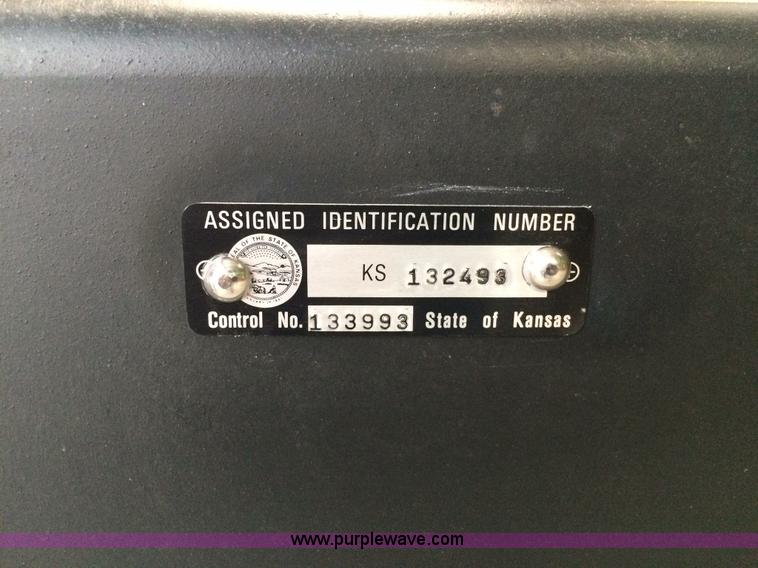 ASSIGNED IDENTIFICATION NUMBER
KS 132493
Control No. 133993 State of Kansas
www.purplewave.com